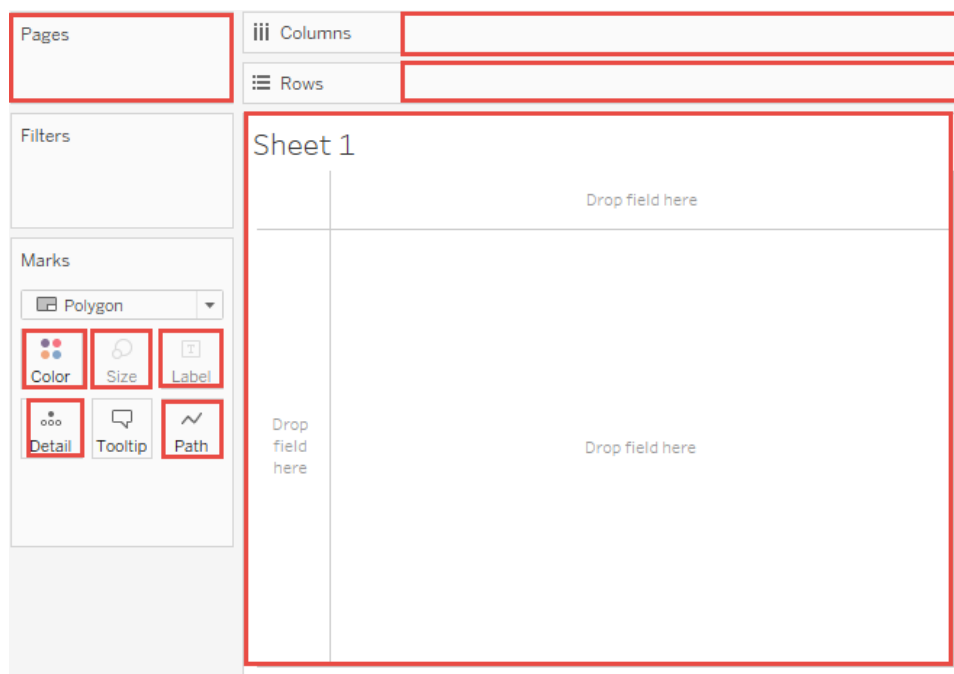 Pages
Columns
Rows
Filters
Sheet 1
Drop field here
Marks
Polygon
Color Size Label
Detail Tooltip Path
Drop
field
here
Drop field here